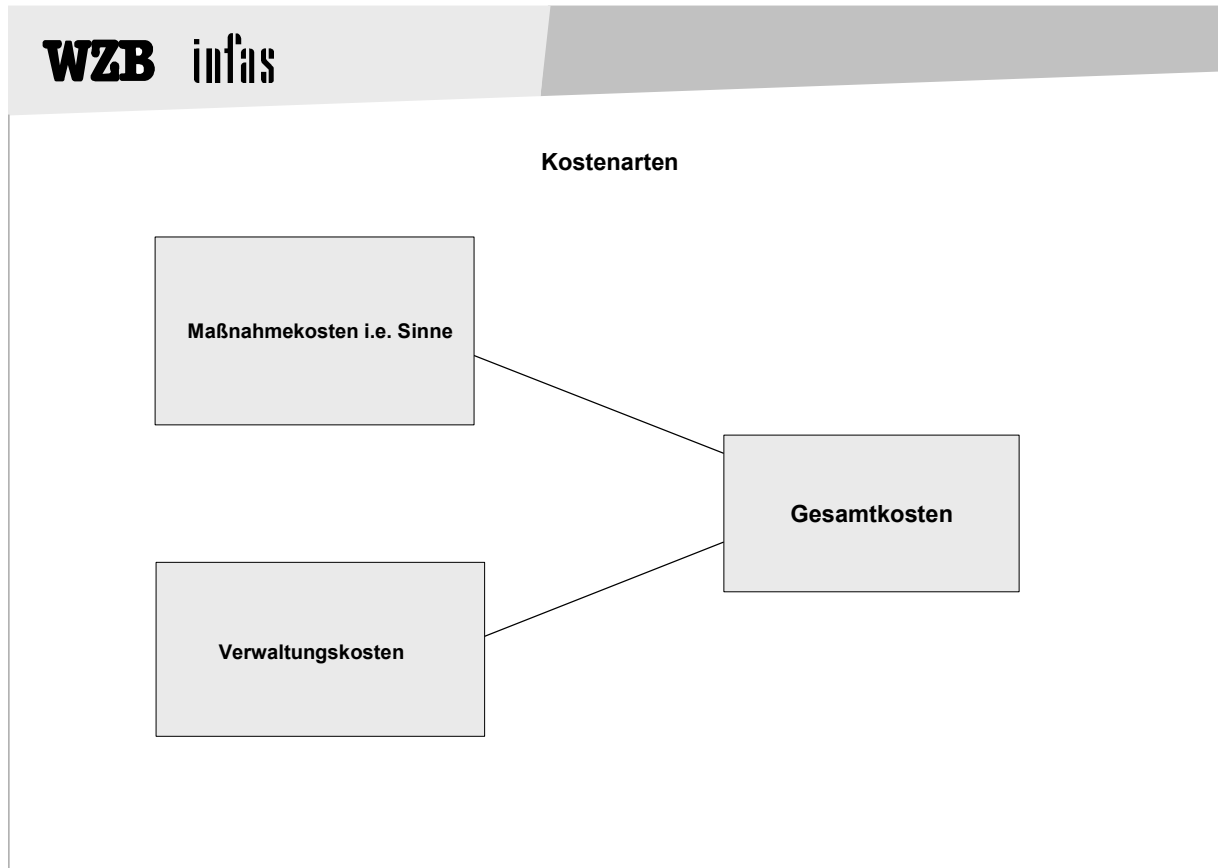 WZB infas
Kostenarten
Maßnahmekosten i.e. Sinne
Gesamtkosten
Verwaltungskosten